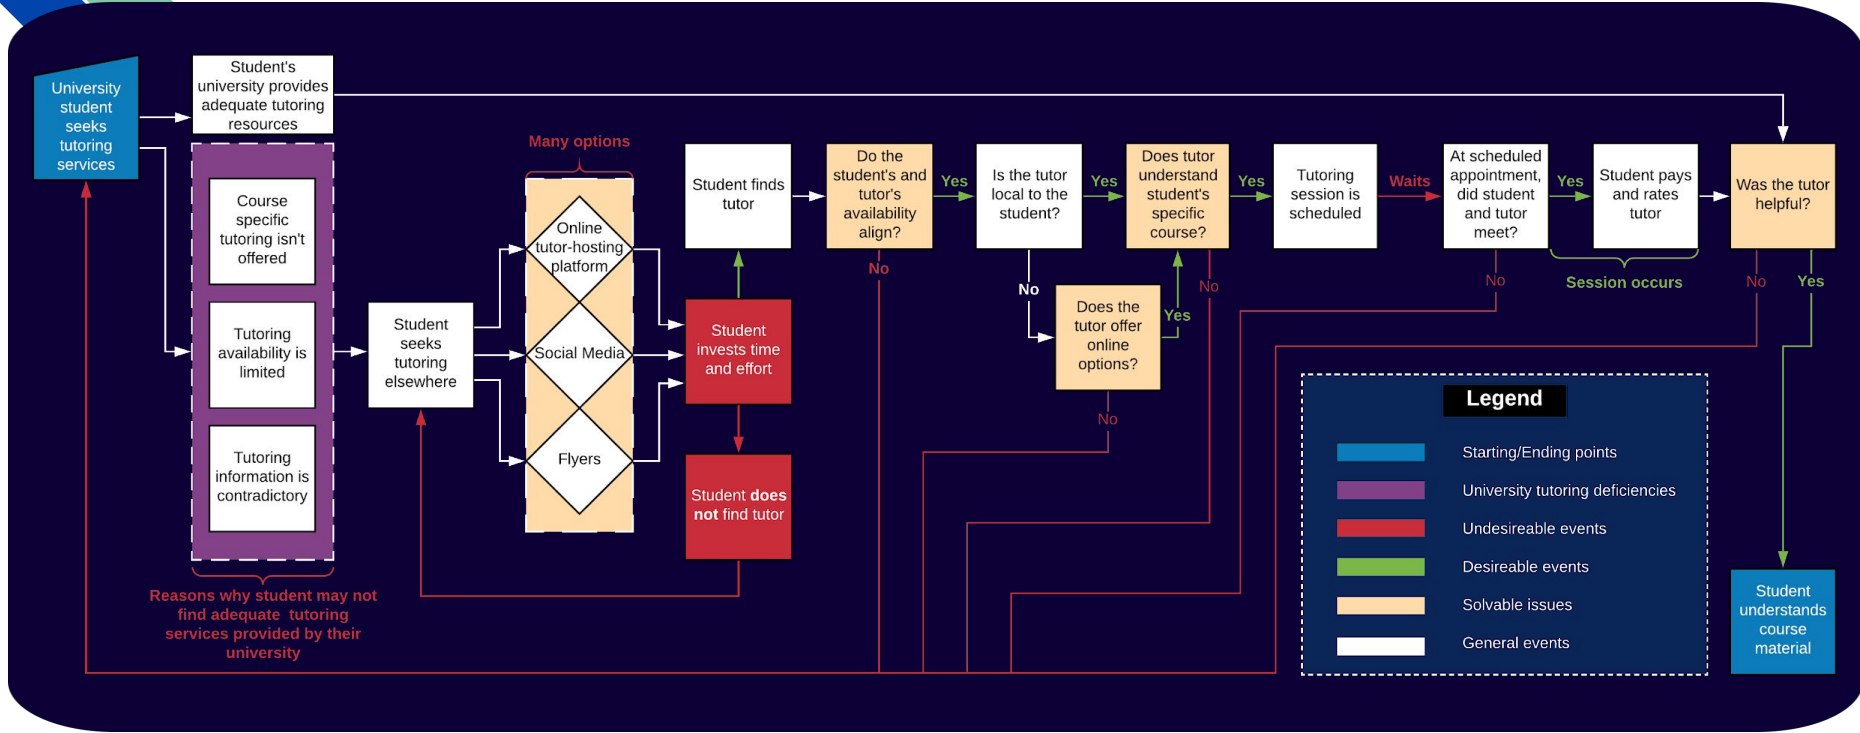 University
student
seeks
tutoring
services
Student's
university provides
adequate tutoring
resources
Course
specific
tutoring isn't
offered
Tutoring
availability is
limited
Tutoring
information is
contradictory
Reasons why student may not
find adequate tutoring
services provided by their
university
Student
seeks
tutoring
elsewhere
Many options
Online
tutor-hosting
platform
Social Media
Flyers
Student
invests time
and effort
Student does
not find tutor
Student finds
tutor
Do the
student's and
tutor's
availability
align?
No
Yes
Is the tutor
local to the
student?
Yes
No
Does the
tutor offer
online
options?
Yes
No
Does tutor
understand
student's
specific
course?
No
Yes
Tutoring
session is
scheduled
Waits
At scheduled
appointment,
did student
and tutor
meet?
No
Yes
Student pays
and rates
tutor
Session occurs
Was the tutor
helpful?
No
Yes
Student
understands
course
material
Legend
Starting/Ending points
University tutoring deficiencies
Undesireable events
Desireable events
Solvable issues
General events